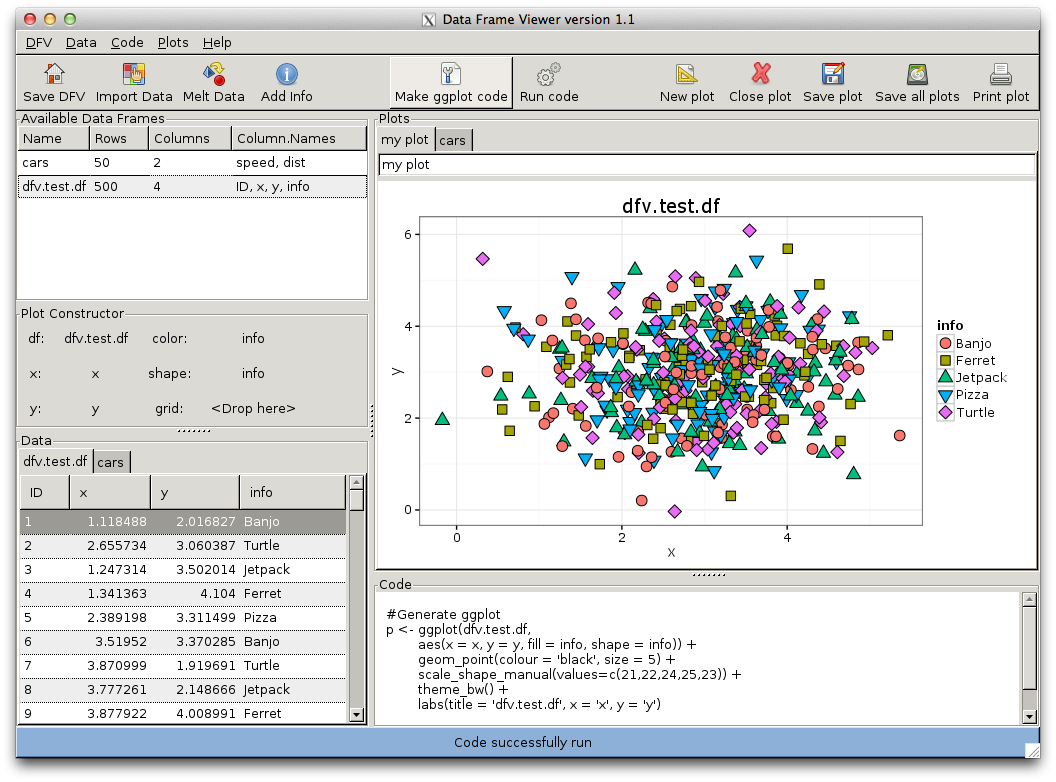 Data Frame Viewer version 1.1
DFV Data Code Plots Help
Save DFV Import Data Melt Data Add Info Make ggplot code Run code New plot Close plot Save plot Save all plots Print plot
Available Data Frames
Name Rows Columns Column.Names
cars 50 2 speed, dist
dfv.test.df 500 4 ID, x, y, info
Plot Constructor
df: dfv.test.df color: info
x: x shape: info
y: y grid: <Drop here>
Data
dfv.test.df cars
ID x y info
1 1.118488 2.016827 Banjo
2 2.655734 3.060387 Turtle
3 1.247314 3.502014 Jetpack
4 1.341363 4.104 Ferret
5 2.389198 3.311499 Pizza
6 3.51952 3.370285 Banjo
7 3.870999 1.919691 Turtle
8 3.777261 2.148666 Jetpack
9 3.877922 4.008991 Ferret
Plots
my plot cars
my plot
dfv.test.df
6
4
2
0
y
0 2 4
x
info
Banjo
Ferret
Jetpack
Pizza
Turtle
Code
#Generate ggplot
p <- ggplot(dfv.test.df,
aes(x = x, y = y, fill = info, shape = info)) +
geom_point(colour = 'black', size = 5) +
scale_shape_manual(values=c(21,22,24,25,23)) +
theme_bw() +
labs(title = 'dfv.test.df', x = 'x', y = 'y')
Code successfully run